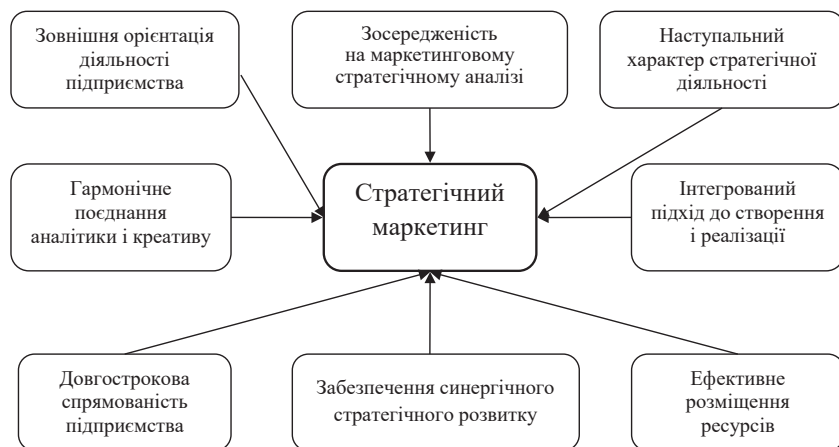 Зовнішня орієнтація
діяльності
підприємства
Зосередженість
на маркетинговому
стратегічному аналізі
Наступальний
характер стратегічної
діяльності
Гармонічне
поєднання
аналітики і креативу
Стратегічний
маркетинг
Інтегрований
підхід до створення
і реалізації
Довгострокова
спрямованість
підприємства
Забезпечення синергічного
стратегічного розвитку
Ефективне
розміщення
ресурсів